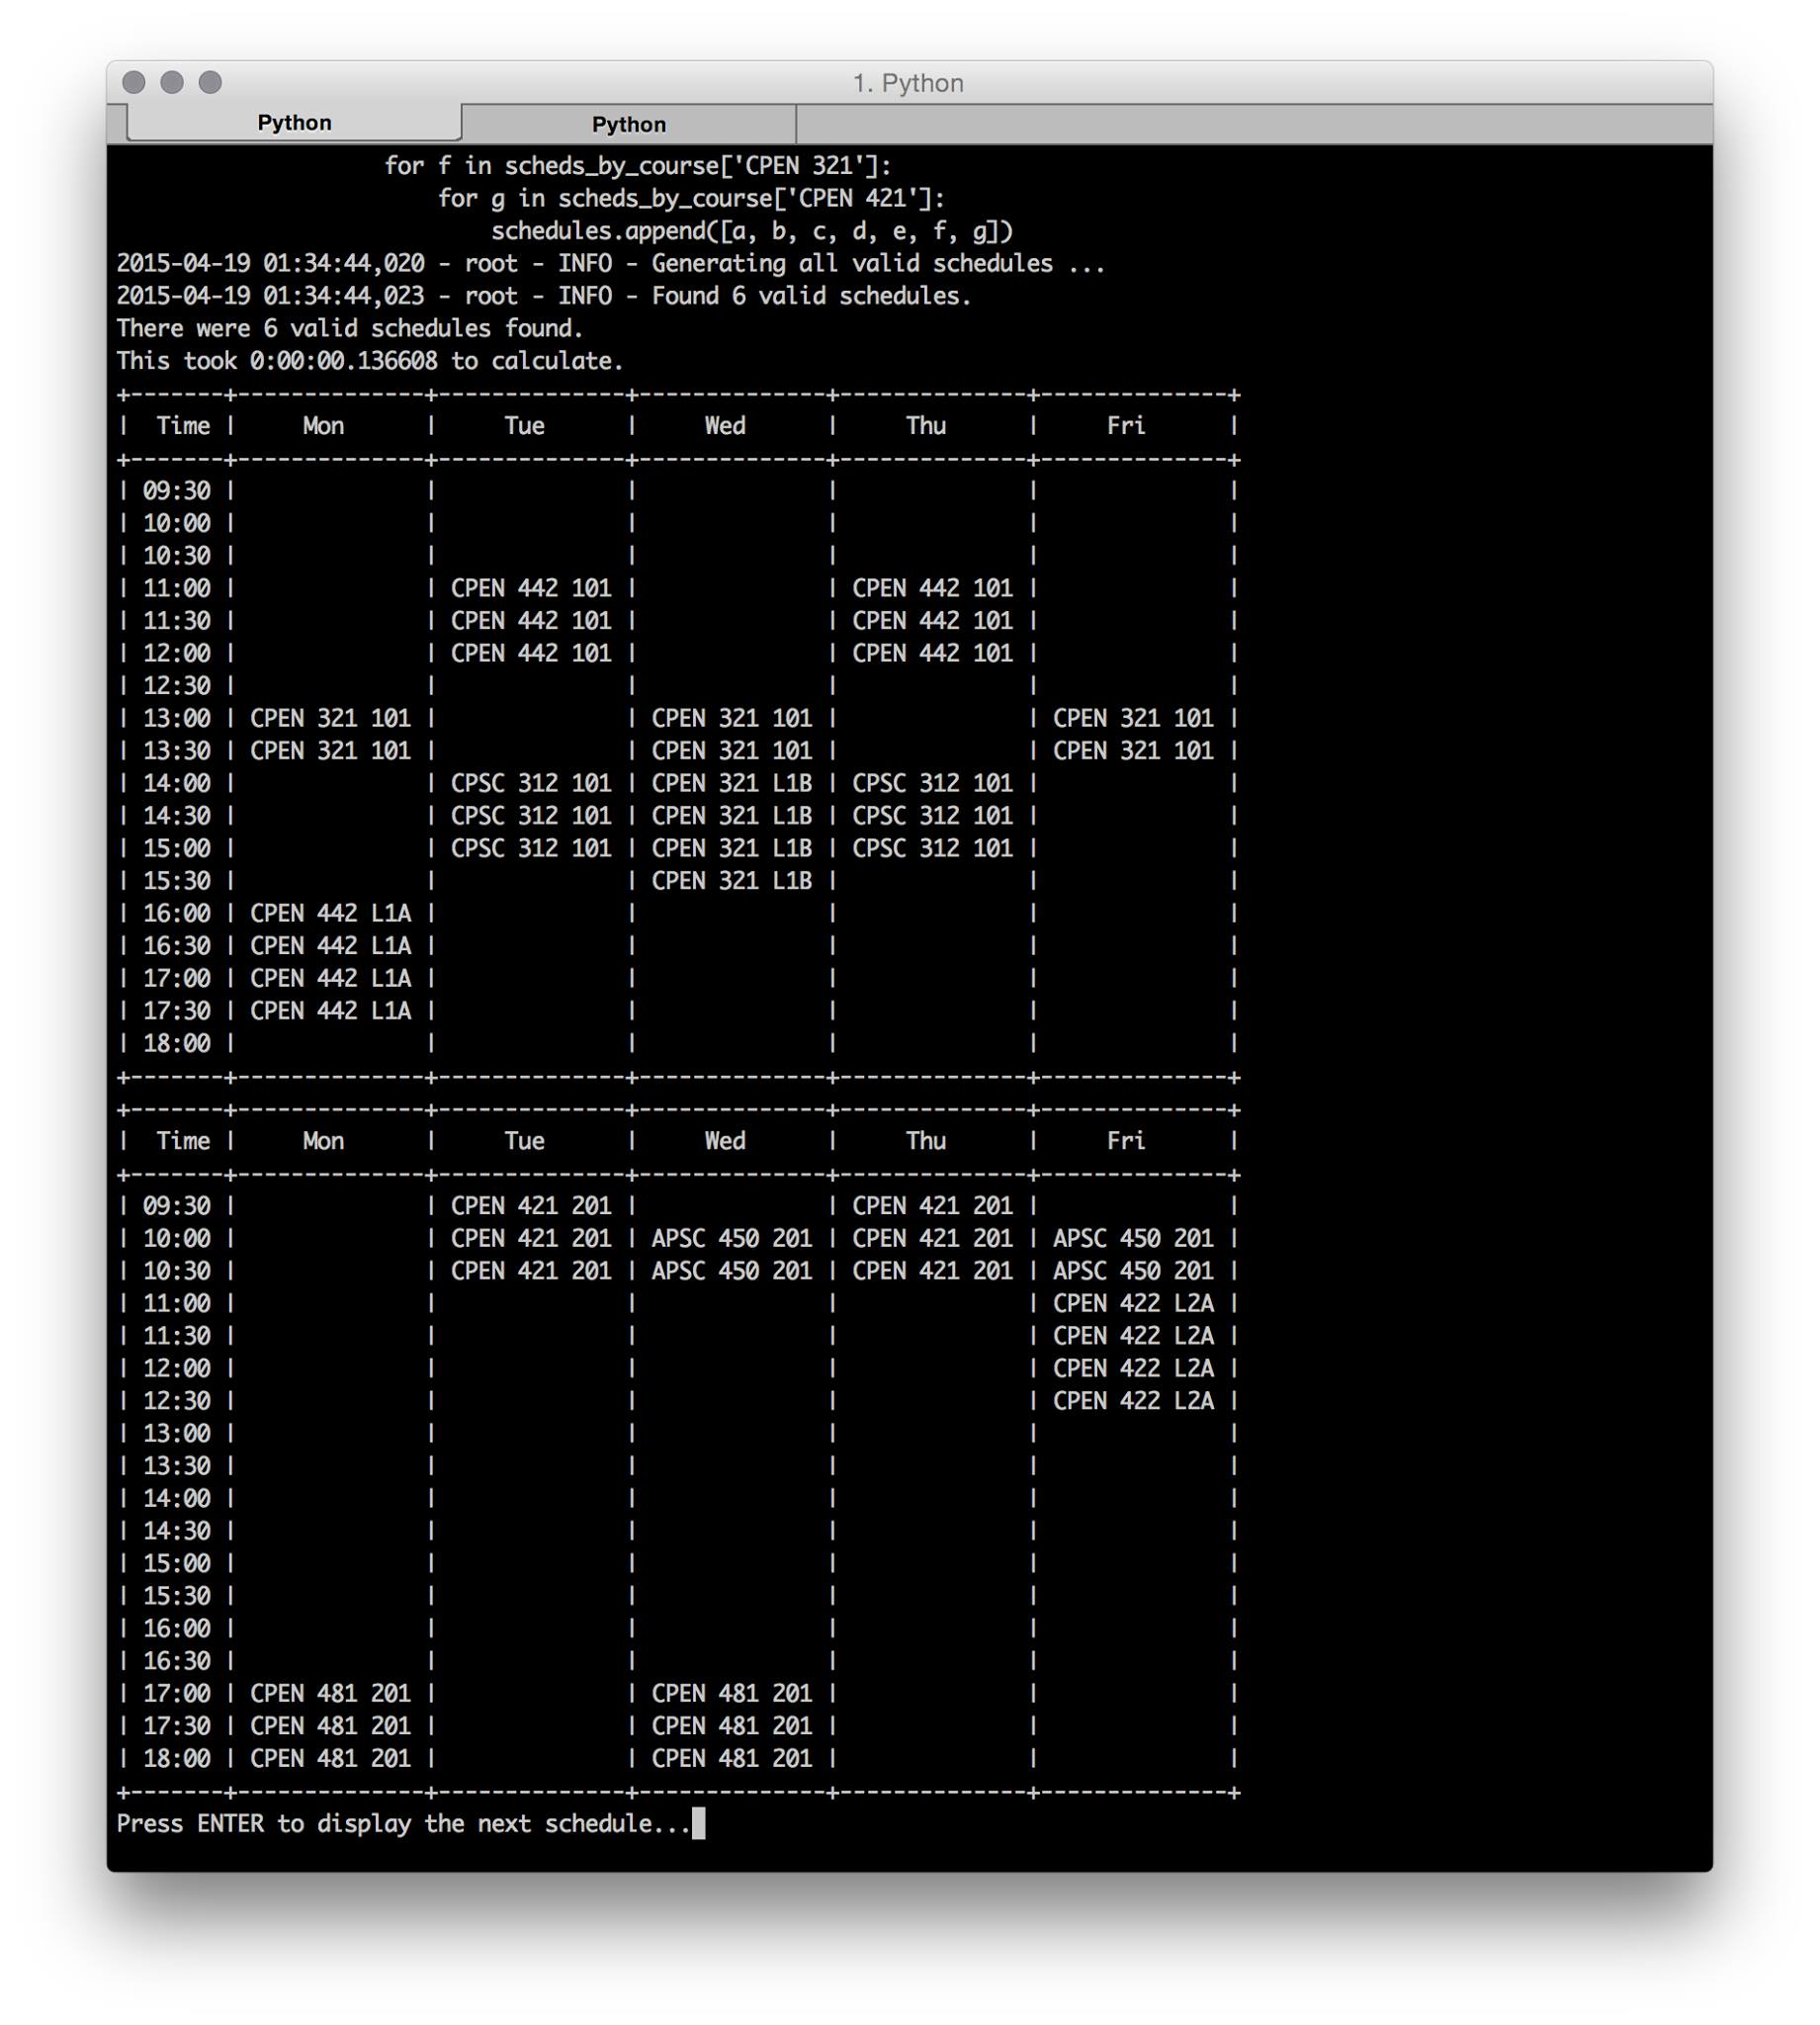 1. Python
Python Python
for f in scheds_by_course['CPEN 321']:
for g in scheds_by_course['CPEN 421']:
schedules.append([a, b, c, d, e, f, g])
2015-04-19 01:34:44,020 - root - INFO - Generating all valid schedules ...
2015-04-19 01:34:44,023 - root - INFO - Found 6 valid schedules.
There were 6 valid schedules found.
This took 0:00:00.136608 to calculate.
+-------+--------------+--------------+--------------+--------------+--------------+
|  Time |     Mon      |     Tue      |     Wed      |     Thu      |     Fri      |
+-------+--------------+--------------+--------------+--------------+--------------+
| 09:30 |              |              |              |              |              |
| 10:00 |              |              |              |              |              |
| 10:30 |              |              |              |              |              |
| 11:00 |              | CPEN 442 101 |              | CPEN 442 101 |              |
| 11:30 |              | CPEN 442 101 |              | CPEN 442 101 |              |
| 12:00 |              | CPEN 442 101 |              | CPEN 442 101 |              |
| 12:30 |              |              |              |              |              |
| 13:00 | CPEN 321 101 |              | CPEN 321 101 |              | CPEN 321 101 |
| 13:30 | CPEN 321 101 |              | CPEN 321 101 |              | CPEN 321 101 |
| 14:00 |              | CPSC 312 101 | CPEN 321 L1B | CPSC 312 101 |              |
| 14:30 |              | CPSC 312 101 | CPEN 321 L1B | CPSC 312 101 |              |
| 15:00 |              | CPSC 312 101 | CPEN 321 L1B | CPSC 312 101 |              |
| 15:30 |              |              | CPEN 321 L1B |              |              |
| 16:00 | CPEN 442 L1A |              |              |              |              |
| 16:30 | CPEN 442 L1A |              |              |              |              |
| 17:00 | CPEN 442 L1A |              |              |              |              |
| 17:30 | CPEN 442 L1A |              |              |              |              |
| 18:00 |              |              |              |              |              |
+-------+--------------+--------------+--------------+--------------+--------------+
+-------+--------------+--------------+--------------+--------------+--------------+
|  Time |     Mon      |     Tue      |     Wed      |     Thu      |     Fri      |
+-------+--------------+--------------+--------------+--------------+--------------+
| 09:30 |              | CPEN 421 201 |              | CPEN 421 201 |              |
| 10:00 |              | CPEN 421 201 | APSC 450 201 | CPEN 421 201 | APSC 450 201 |
| 10:30 |              | CPEN 421 201 | APSC 450 201 | CPEN 421 201 | APSC 450 201 |
| 11:00 |              |              |              |              | CPEN 422 L2A |
| 11:30 |              |              |              |              | CPEN 422 L2A |
| 12:00 |              |              |              |              | CPEN 422 L2A |
| 12:30 |              |              |              |              | CPEN 422 L2A |
| 13:00 |              |              |              |              |              |
| 13:30 |              |              |              |              |              |
| 14:00 |              |              |              |              |              |
| 14:30 |              |              |              |              |              |
| 15:00 |              |              |              |              |              |
| 15:30 |              |              |              |              |              |
| 16:00 |              |              |              |              |              |
| 16:30 |              |              |              |              |              |
| 17:00 | CPEN 481 201 |              | CPEN 481 201 |              |              |
| 17:30 | CPEN 481 201 |              | CPEN 481 201 |              |              |
| 18:00 | CPEN 481 201 |              | CPEN 481 201 |              |              |
+-------+--------------+--------------+--------------+--------------+--------------+
Press ENTER to display the next schedule...